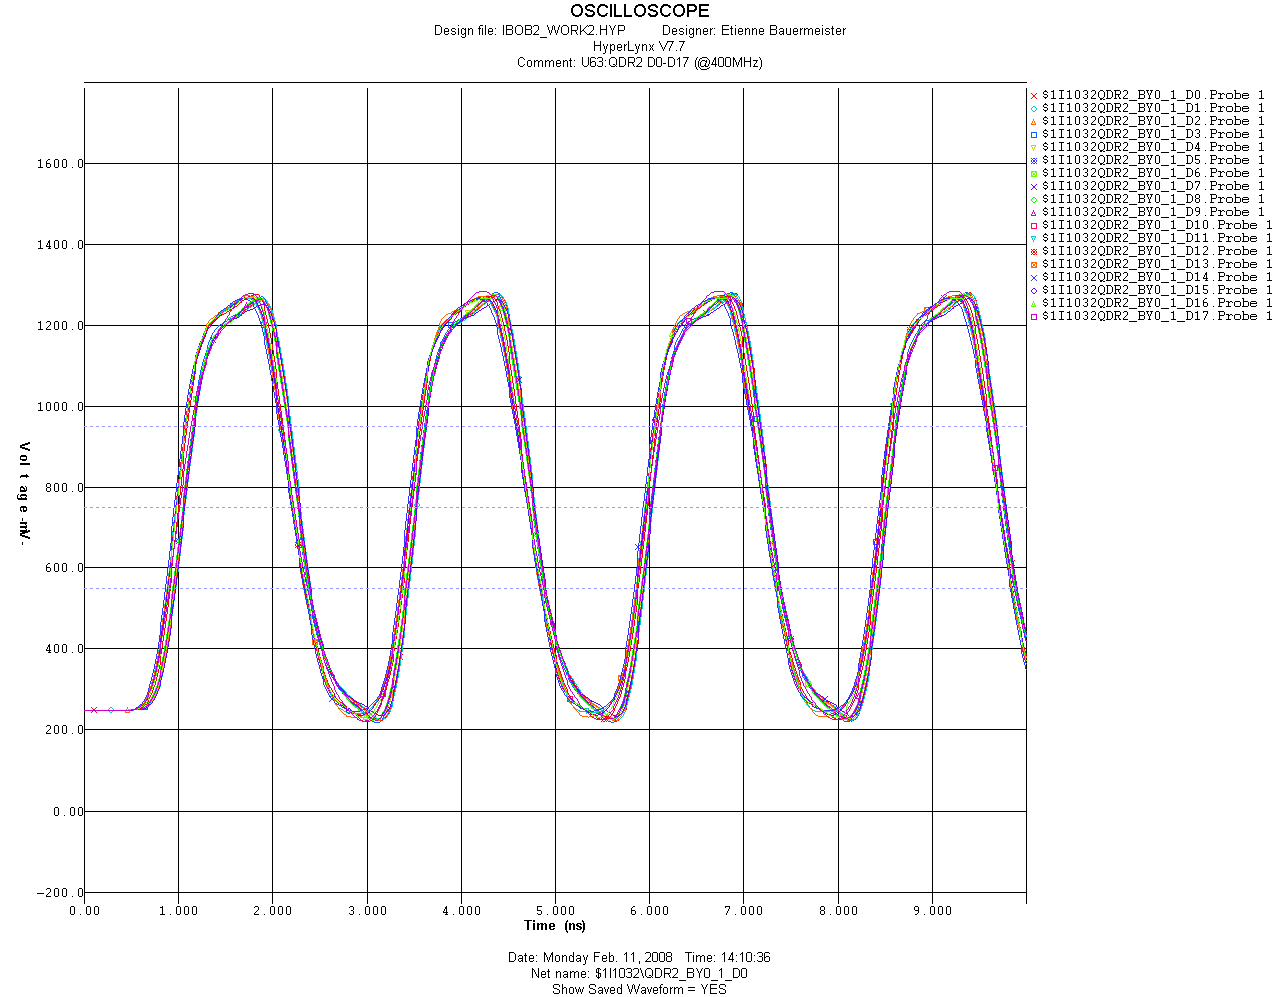 OSCILLOSCOPE
Design file: IBOB2_WORK2.HYP Designer: Etienne Bauermeister
HyperLynx V7.7
Comment: U63:QDR2 D0-D17 (@400MHz)
$1I1032QDR2_BY0_1_D0.Probe 1
$1I1032QDR2_BY0_1_D1.Probe 1
$1I1032QDR2_BY0_1_D2.Probe 1
$1I1032QDR2_BY0_1_D3.Probe 1
$1I1032QDR2_BY0_1_D4.Probe 1
$1I1032QDR2_BY0_1_D5.Probe 1
$1I1032QDR2_BY0_1_D6.Probe 1
$1I1032QDR2_BY0_1_D7.Probe 1
$1I1032QDR2_BY0_1_D8.Probe 1
$1I1032QDR2_BY0_1_D9.Probe 1
$1I1032QDR2_BY0_1_D10.Probe 1
$1I1032QDR2_BY0_1_D11.Probe 1
$1I1032QDR2_BY0_1_D12.Probe 1
$1I1032QDR2_BY0_1_D13.Probe 1
$1I1032QDR2_BY0_1_D14.Probe 1
$1I1032QDR2_BY0_1_D15.Probe 1
$1I1032QDR2_BY0_1_D16.Probe 1
$1I1032QDR2_BY0_1_D17.Probe 1
1600.0
1400.0
1200.0
1000.0
800.0
600.0
400.0
200.0
0.00
-200.0
Voltage -mV-
0.00 1.000 2.000 3.000 4.000 5.000 6.000 7.000 8.000 9.000
Time (ns)
Date: Monday Feb. 11, 2008 Time: 14:10:36
Net name: $1I1032\QDR2_BY0_1_D0
Show Saved Waveform = YES